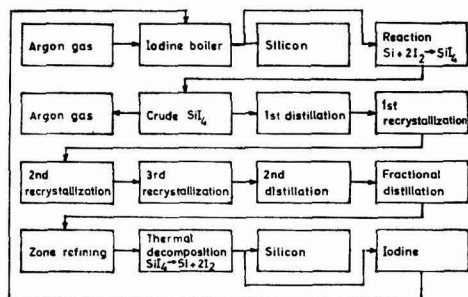 Argon gas
Iodine boiler
Silicon
Reaction
Si + 2I₂ → SiI₄
Argon gas
Crude SiI₄
1st distillation
1st
recrystallization
2nd
recrystallization
3rd
recrystallization
2nd
distillation
Fractional
distillation
Zone refining
Thermal
decomposition
SiI₄ → Si + 2I₂
Silicon
Iodine